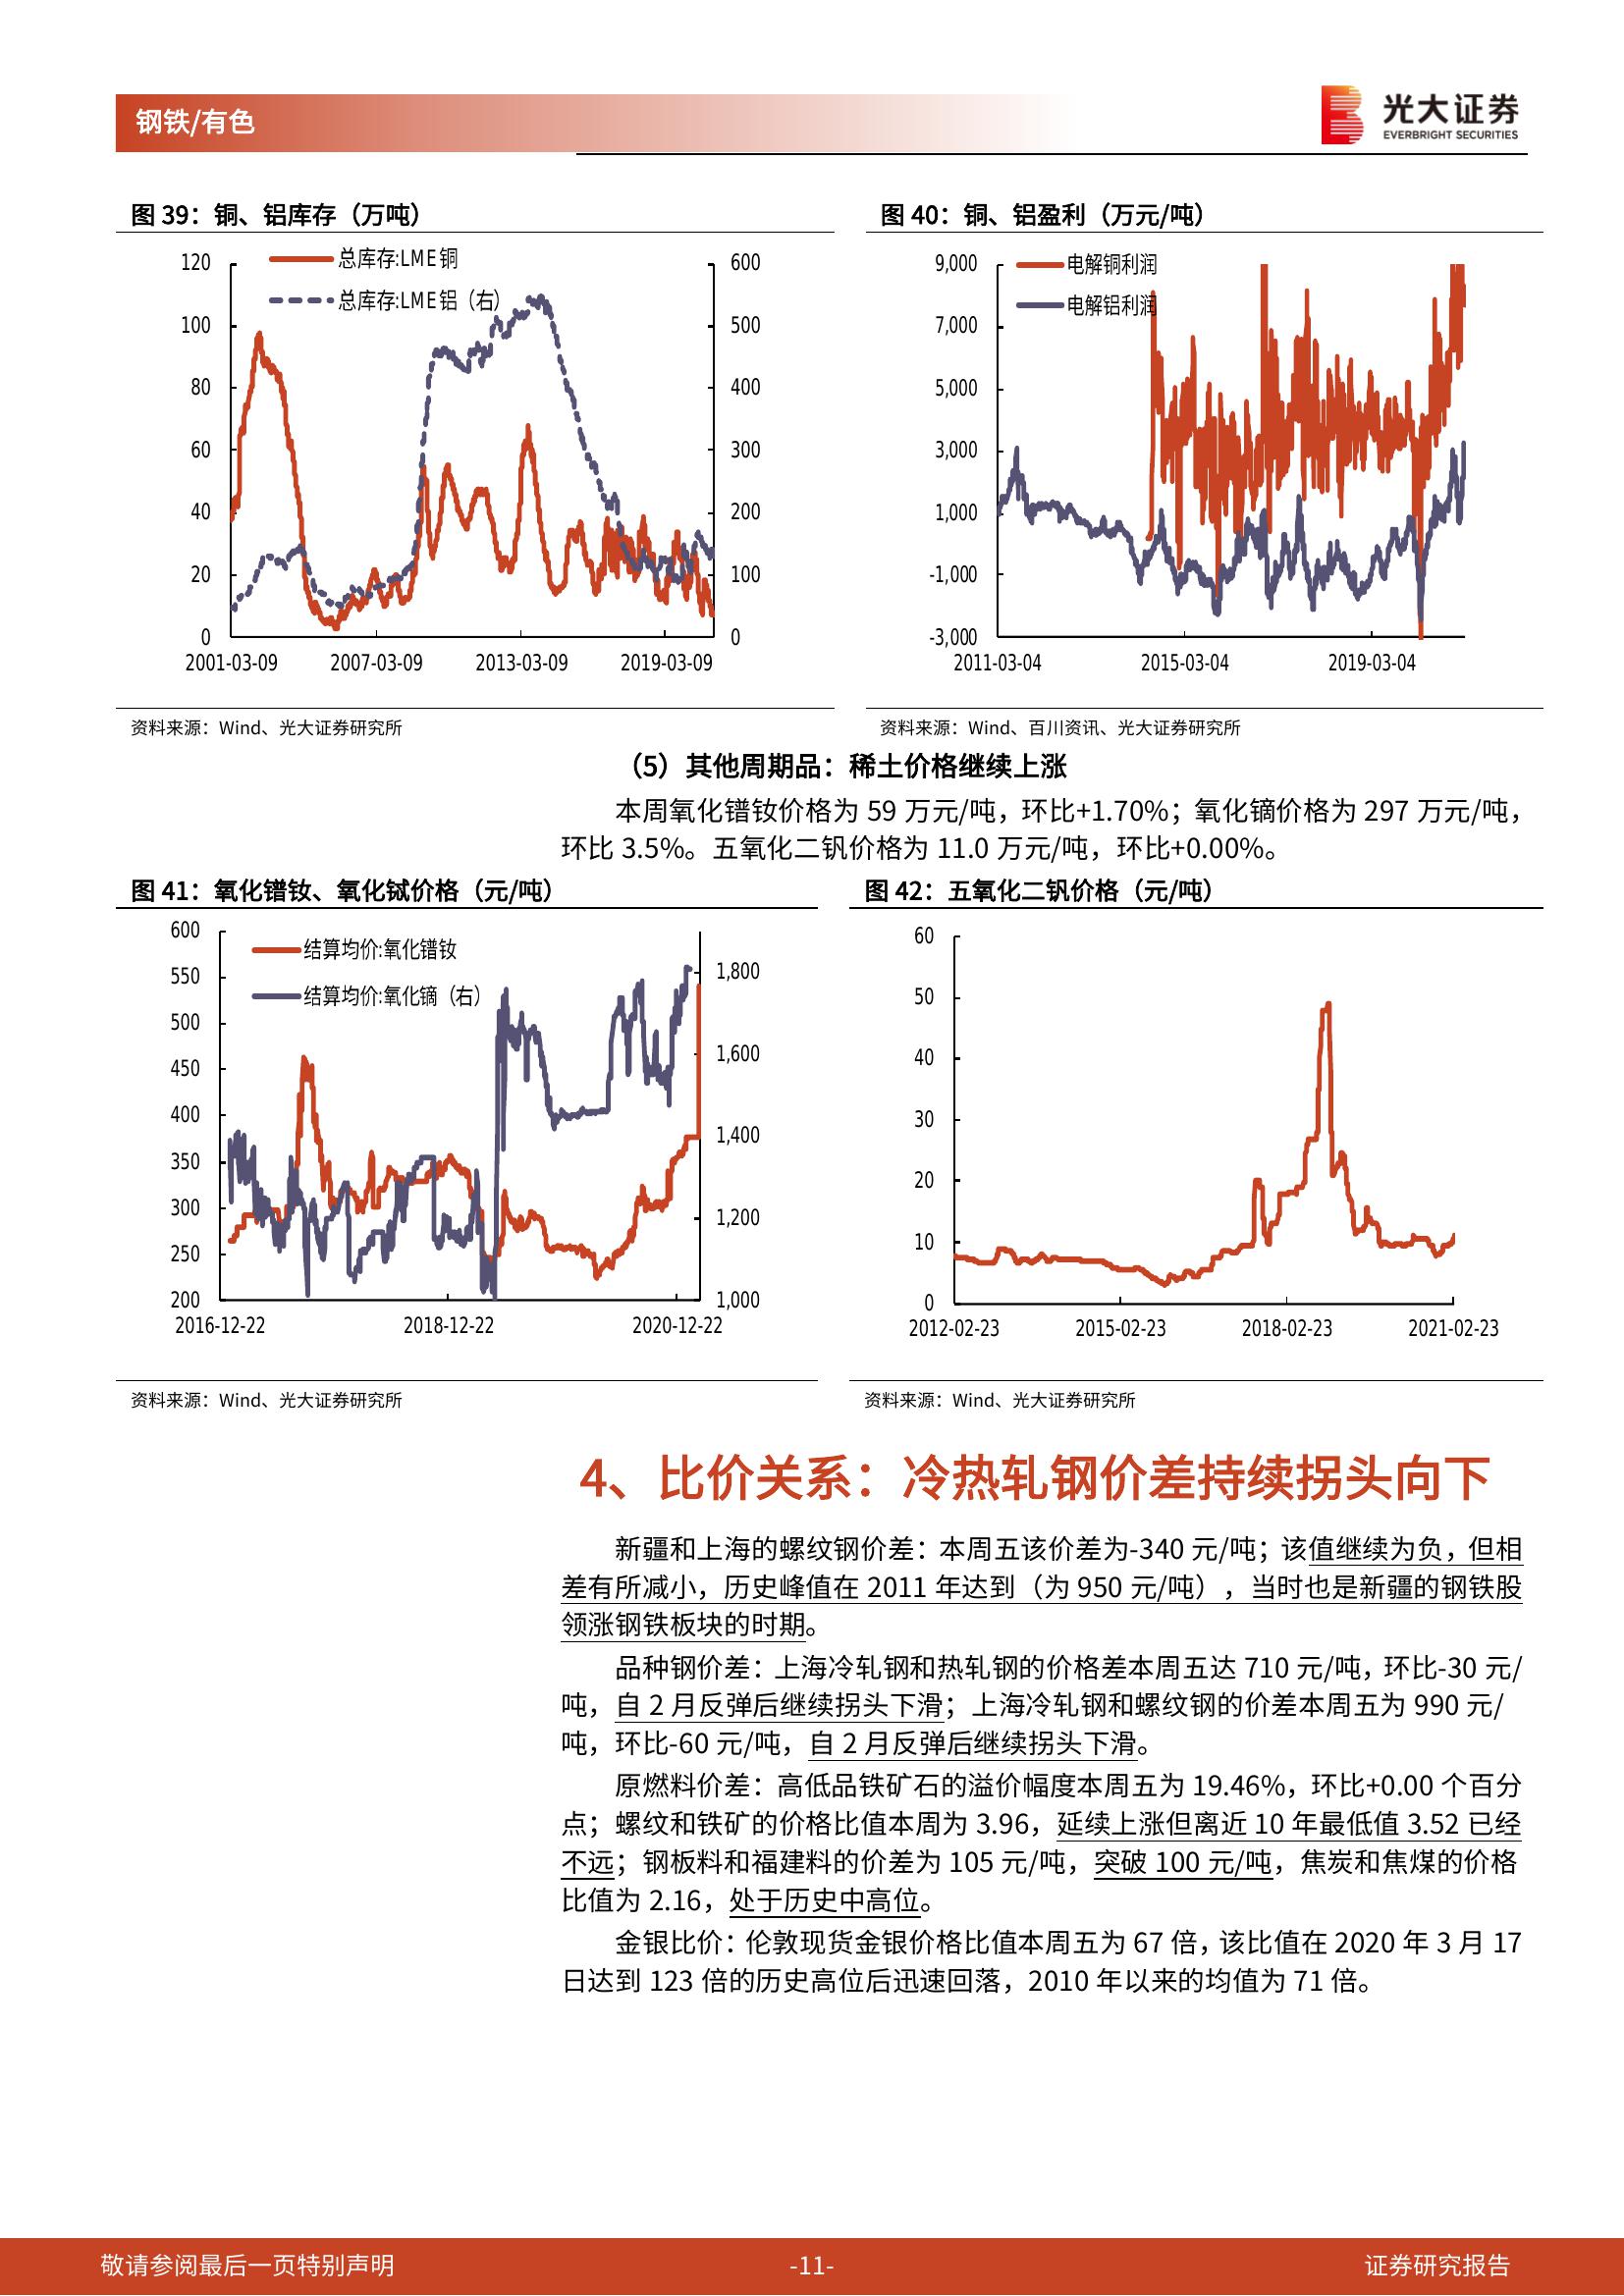 钢铁/有色
光大证券
EVERBRIGHT SECURITIES
图 39：铜、铝库存（万吨）
总库存:LME铜
总库存:LME铝（右）
120
100
80
60
40
20
0
600
500
400
300
200
100
0
2001-03-09 2007-03-09 2013-03-09 2019-03-09
资料来源：Wind、光大证券研究所
图 40：铜、铝盈利（万元/吨）
电解铜利润
电解铝利润
9,000
7,000
5,000
3,000
1,000
-1,000
-3,000
2011-03-04 2015-03-04 2019-03-04
资料来源：Wind、百川资讯、光大证券研究所
（5）其他周期品：稀土价格继续上涨
本周氧化镨钕价格为 59 万元/吨，环比+1.70%；氧化镝价格为 297 万元/吨，
环比 3.5%。五氧化二钒价格为 11.0 万元/吨，环比+0.00%。
图 41：氧化镨钕、氧化铽价格（元/吨）
结算均价:氧化镨钕
结算均价:氧化镝（右）
600
550
500
450
400
350
300
250
200
1,800
1,600
1,400
1,200
1,000
2016-12-22 2018-12-22 2020-12-22
资料来源：Wind、光大证券研究所
图 42：五氧化二钒价格（元/吨）
60
50
40
30
20
10
0
2012-02-23 2015-02-23 2018-02-23 2021-02-23
资料来源：Wind、光大证券研究所
4、比价关系：冷热轧钢价差持续拐头向下
新疆和上海的螺纹钢价差：本周五该价差为-340 元/吨；该值继续为负，但相
差有所减小，历史峰值在 2011 年达到（为 950 元/吨），当时也是新疆的钢铁股
领涨钢铁板块的时期。
品种钢价差：上海冷轧钢和热轧钢的价格差本周五达 710 元/吨，环比-30 元/
吨，自 2 月反弹后继续拐头下滑；上海冷轧钢和螺纹钢的价差本周五为 990 元/
吨，环比-60 元/吨，自 2 月反弹后继续拐头下滑。
原燃料价差：高低品铁矿石的溢价幅度本周五为 19.46%，环比+0.00 个百分
点；螺纹和铁矿的价格比值本周为 3.96，延续上涨但离近 10 年最低值 3.52 已经
不远；钢板料和福建料的价差为 105 元/吨，突破 100 元/吨，焦炭和焦煤的价格
比值为 2.16，处于历史中高位。
金银比价：伦敦现货金银价格比值本周五为 67 倍，该比值在 2020 年 3 月 17
日达到 123 倍的历史高位后迅速回落，2010 年以来的均值为 71 倍。
敬请参阅最后一页特别声明
-11-
证券研究报告